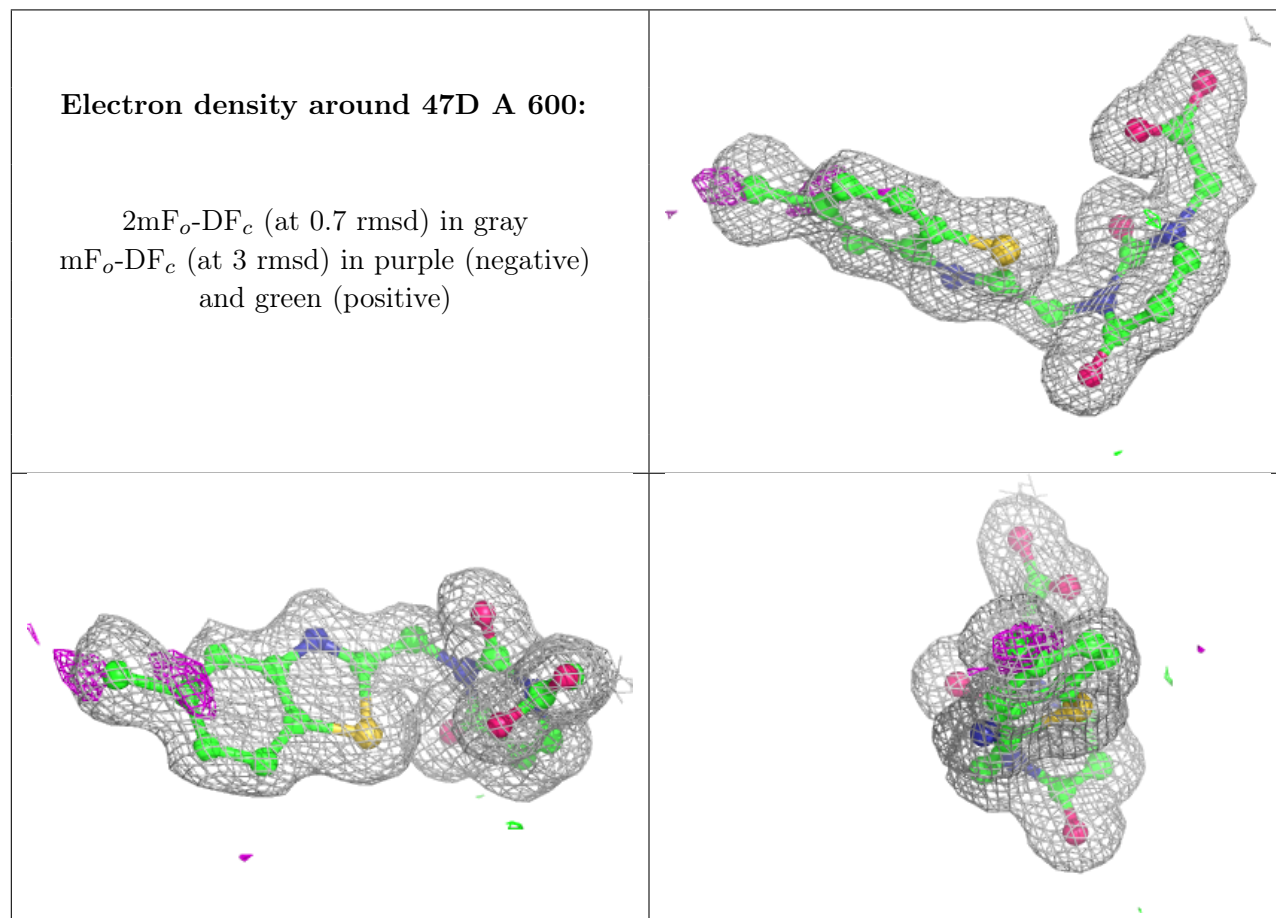 Electron density around 47D A 600:
2mFo-DFc (at 0.7 rmsd) in gray
mFo-DFc (at 3 rmsd) in purple (negative)
and green (positive)